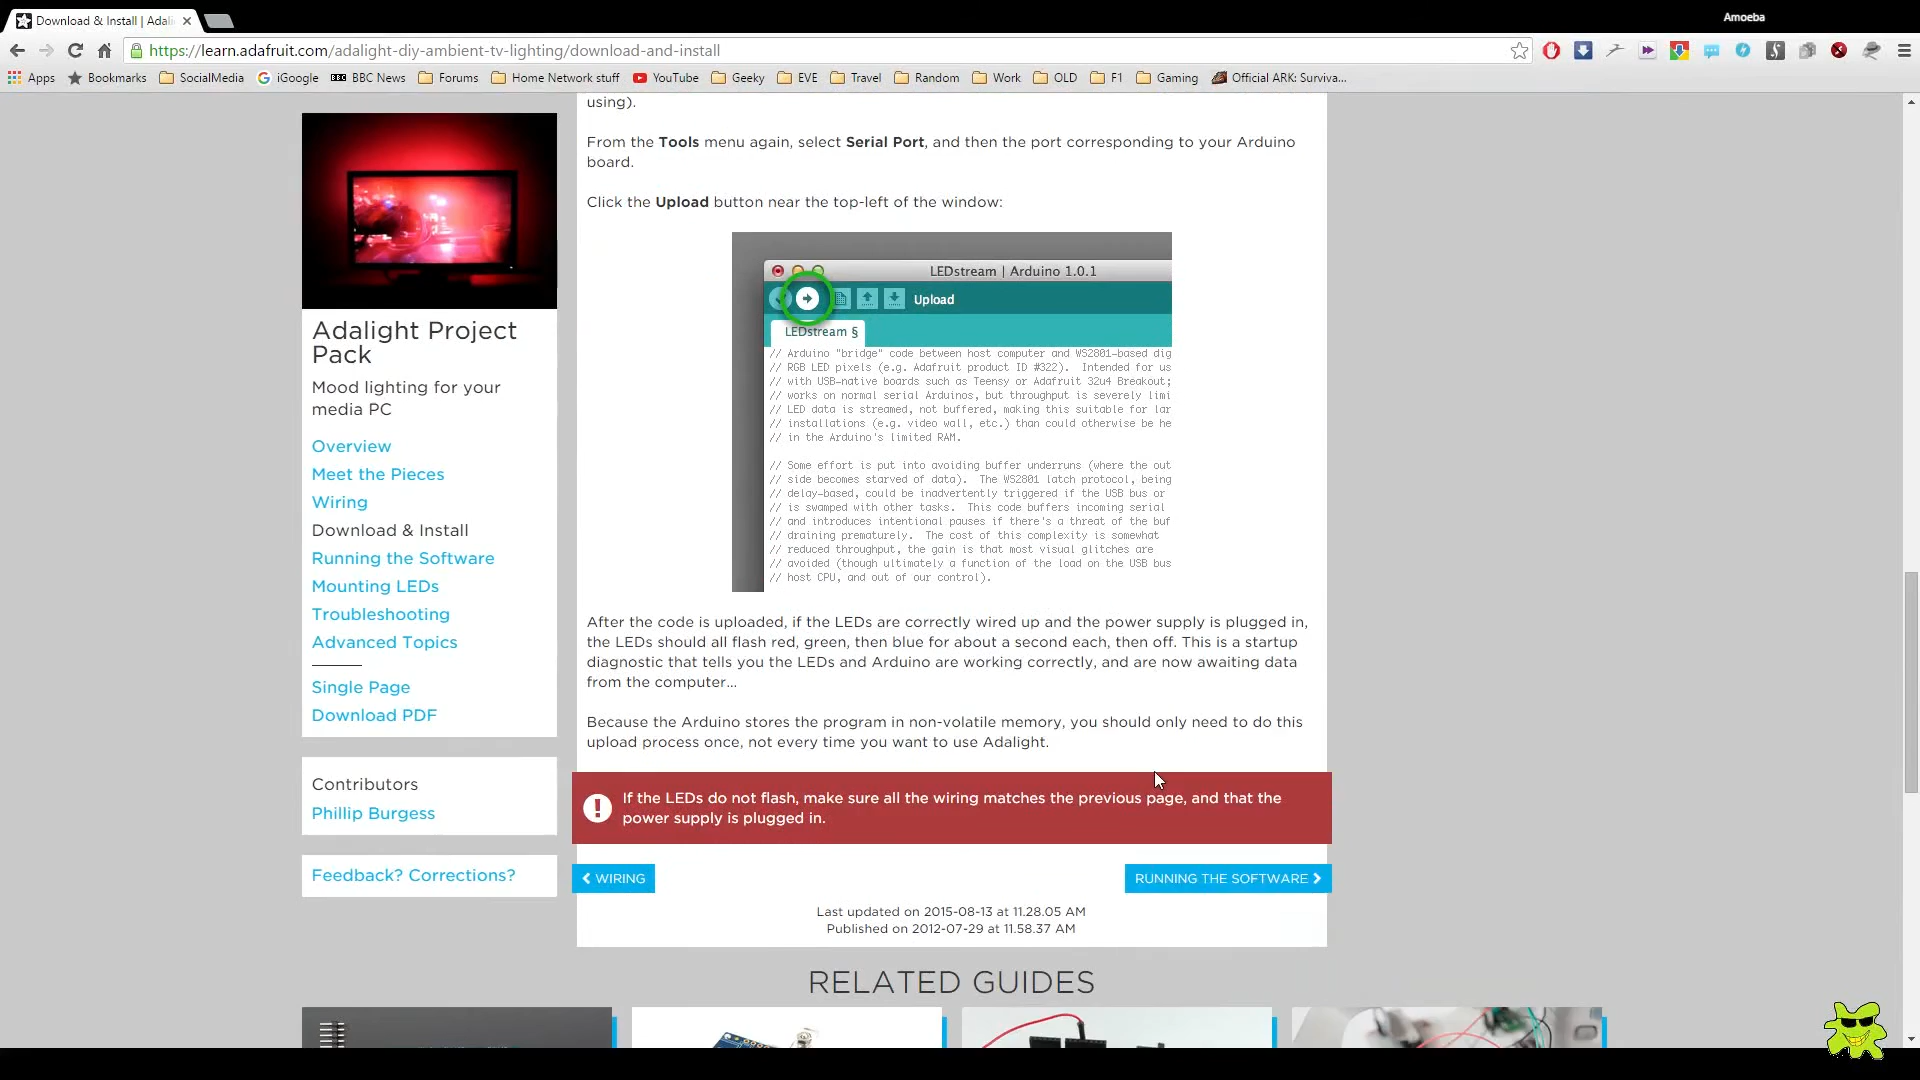 Download & Install | Adal
Amoeba
https://learn.adafruit.com/adalight-diy-ambient-tv-lighting/download-and-install
Apps Bookmarks SocialMedia iGoogle BBC News Forums Home Network stuff YouTube Geeky EVE Travel Random Work OLD F1 Gaming Official ARK: Surviva...
Adalight Project
Pack
Mood lighting for your
media PC
Overview
Meet the Pieces
Wiring
Download & Install
Running the Software
Mounting LEDs
Troubleshooting
Advanced Topics
Single Page
Download PDF
Contributors
Phillip Burgess
Feedback? Corrections?
using).
From the Tools menu again, select Serial Port, and then the port corresponding to your Arduino
board.
Click the Upload button near the top-left of the window:
LEDstream | Arduino 1.0.1
Upload
LEDstream §
// Arduino "bridge" code between host computer and WS2801-based dig
// RGB LED pixels (e.g. Adafruit product ID #322). Intended for us
// with USB-native boards such as Teensy or Adafruit 32u4 Breakout;
// works on normal serial Arduinos, but throughput is severely limi
// LED data is streamed, not buffered, making this suitable for lar
// installations (e.g. video wall, etc.) than could otherwise be he
// in the Arduino's limited RAM.
// Some effort is put into avoiding buffer underruns (where the out
// side becomes starved of data). The WS2801 latch protocol, being
// delay-based, could be inadvertently triggered if the USB bus or
// is swamped with other tasks. This code buffers incoming serial
// and introduces intentional pauses if there's a threat of the buf
// draining prematurely. The cost of this complexity is somewhat
// reduced throughput, the gain is that most visual glitches are
// avoided (though ultimately a function of the load on the USB bus
// host CPU, and out of our control).
After the code is uploaded, if the LEDs are correctly wired up and the power supply is plugged in,
the LEDs should all flash red, green, then blue for about a second each, then off. This is a startup
diagnostic that tells you the LEDs and Arduino are working correctly, and are now awaiting data
from the computer...
Because the Arduino stores the program in non-volatile memory, you should only need to do this
upload process once, not every time you want to use Adalight.
If the LEDs do not flash, make sure all the wiring matches the previous page, and that the
power supply is plugged in.
WIRING
RUNNING THE SOFTWARE
Last updated on 2015-08-13 at 11.28.05 AM
Published on 2012-07-29 at 11.58.37 AM
RELATED GUIDES